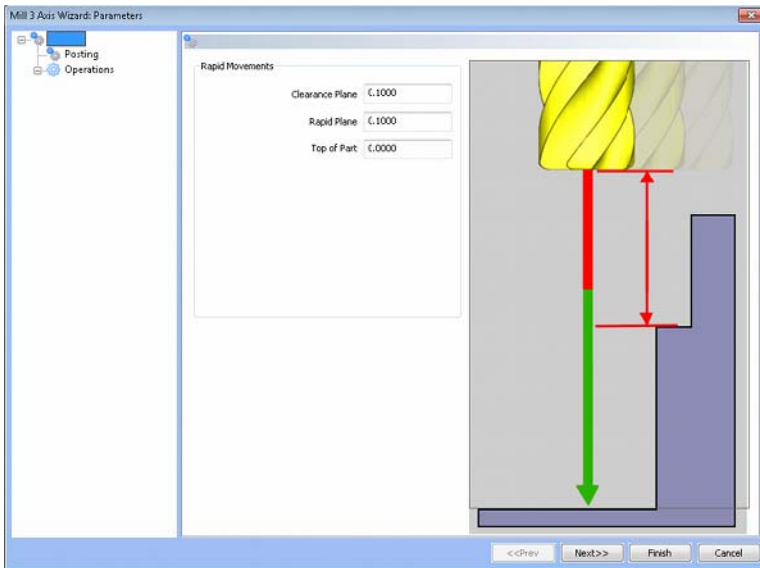 Mill 3 Axis Wizard: Parameters
Posting
Operations
Rapid Movements
Clearance Plane 0.1000
Rapid Plane 0.1000
Top of Part 0.0000
<<Prev Next>> Finish Cancel